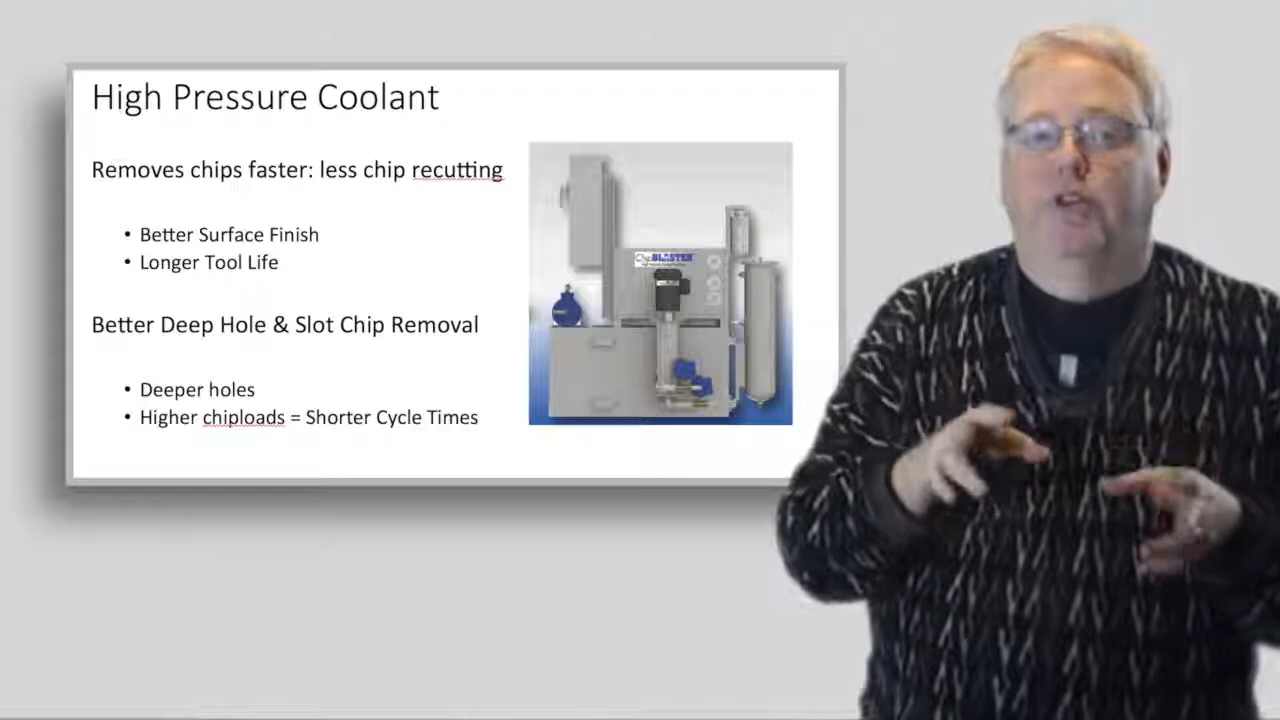 High Pressure Coolant
Removes chips faster: less chip recutting
• Better Surface Finish
• Longer Tool Life
ChipBLASTER
Better Deep Hole & Slot Chip Removal
• Deeper holes
• Higher chiploads = Shorter Cycle Times